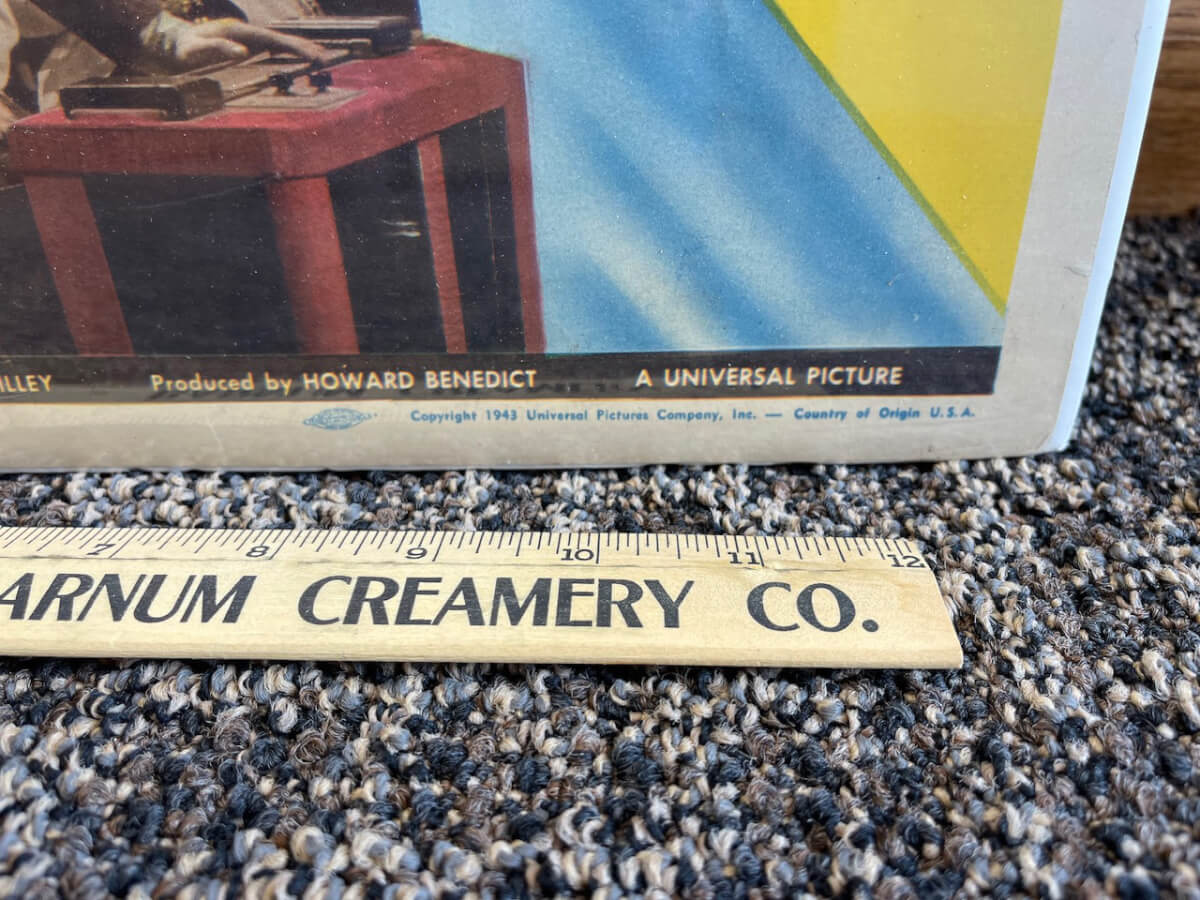 ILLEY Produced by HOWARD BENEDICT A UNIVERSAL PICTURE
Copyright 1943 Universal Pictures Company, Inc. — Country of Origin U.S.A.
7 8 9 10 11 12
ARNUM CREAMERY CO.